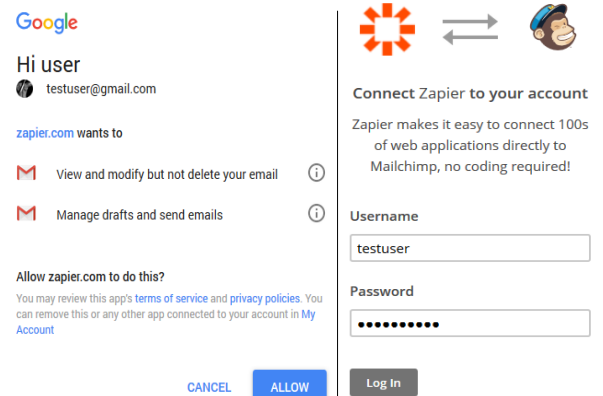 Google
Hi user
testuser@gmail.com
zapier.com wants to
View and modify but not delete your email
Manage drafts and send emails
Allow zapier.com to do this?
You may review this app's terms of service and privacy policies. You
can remove this or any other app connected to your account in My
Account
CANCEL
ALLOW
Connect Zapier to your account
Zapier makes it easy to connect 100s
of web applications directly to
Mailchimp, no coding required!
Username
testuser
Password
••••••••••
Log In